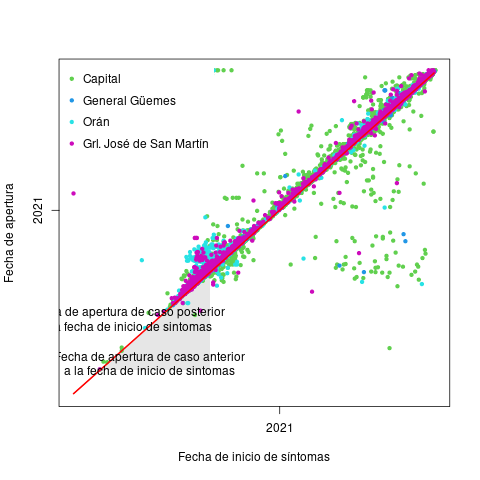 Capital
General Güemes
Orán
Grl. José de San Martín
Fecha de apertura
2021
de apertura de caso posterior
fecha de inicio de sintomas
Fecha de apertura de caso anterior
a la fecha de inicio de sintomas
2021
Fecha de inicio de síntomas